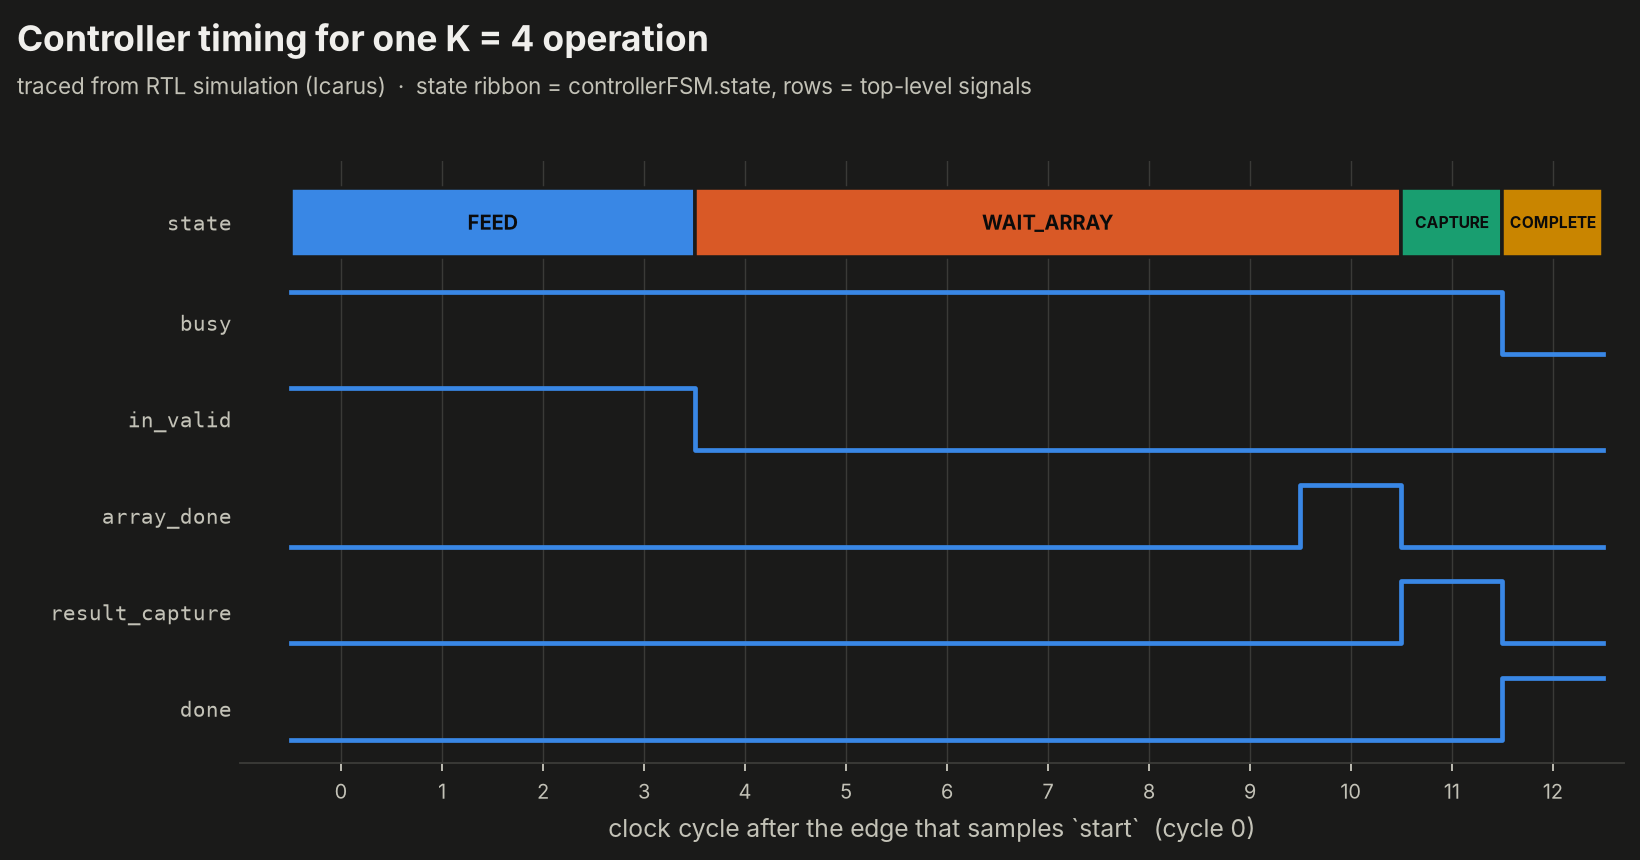 Controller timing for one K = 4 operation
traced from RTL simulation (Icarus) · state ribbon = controllerFSM.state, rows = top-level signals
state
FEED
WAIT_ARRAY
CAPTURE
COMPLETE
busy
in_valid
array_done
result_capture
done
0 1 2 3 4 5 6 7 8 9 10 11 12
clock cycle after the edge that samples `start` (cycle 0)